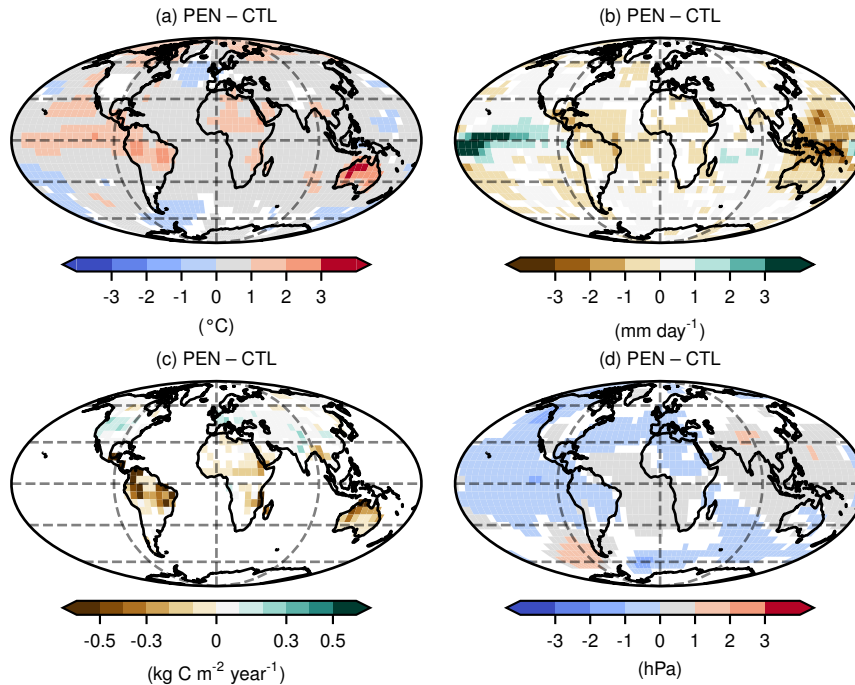 (a) PEN – CTL
(b) PEN – CTL
-3 -2 -1 0 1 2 3
-3 -2 -1 0 1 2 3
(°C)
(mm day⁻¹)
(c) PEN – CTL
(d) PEN – CTL
-0.5 -0.3 0 0.3 0.5
-3 -2 -1 0 1 2 3
(kg C m⁻² year⁻¹)
(hPa)